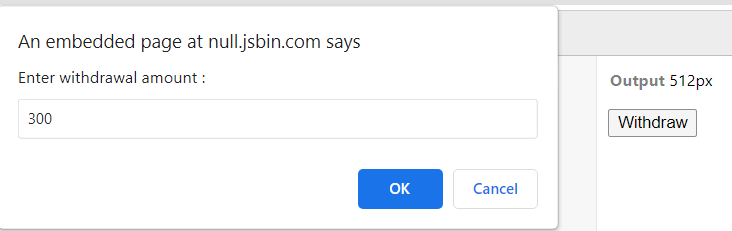 An embedded page at null.jsbin.com says
Enter withdrawal amount :
300
OK
Cancel
Output 512px
Withdraw